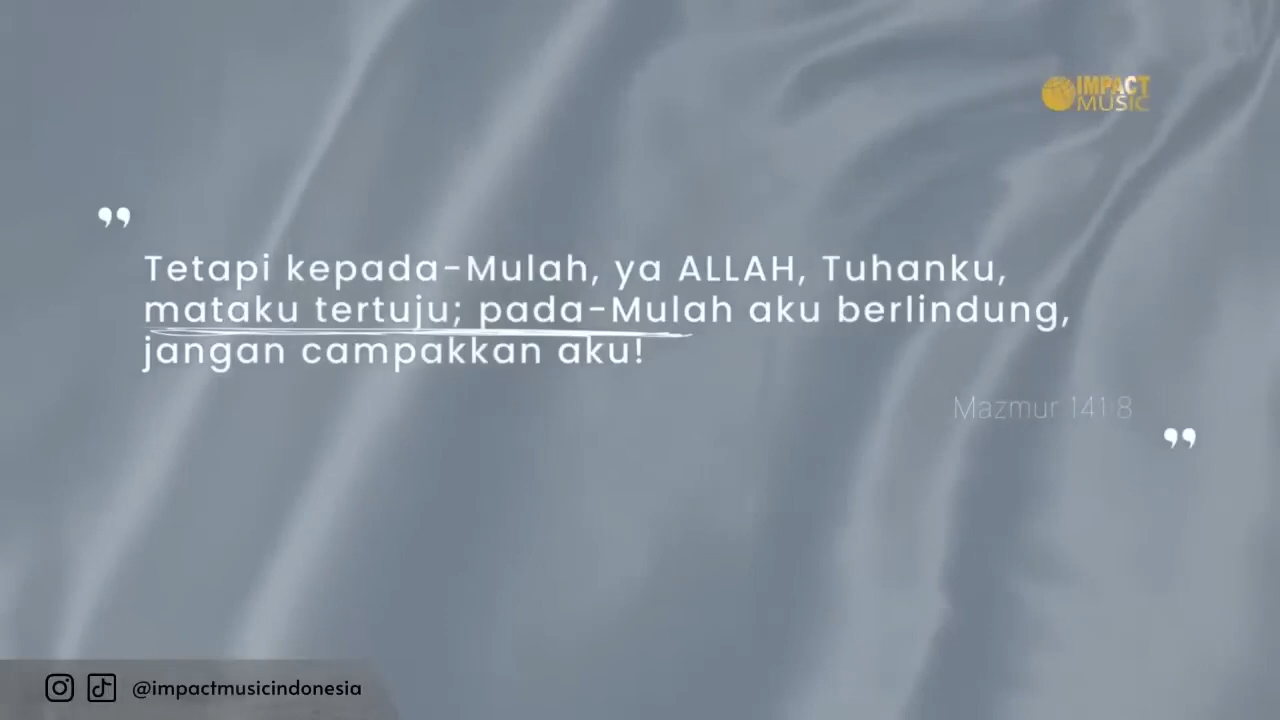 IMPACT
MUSIC
”
Tetapi kepada-Mulah, ya ALLAH, Tuhanku,
mataku tertuju; pada-Mulah aku berlindung,
jangan campakkan aku!
Mazmur 141:8
”
@impactmusicindonesia